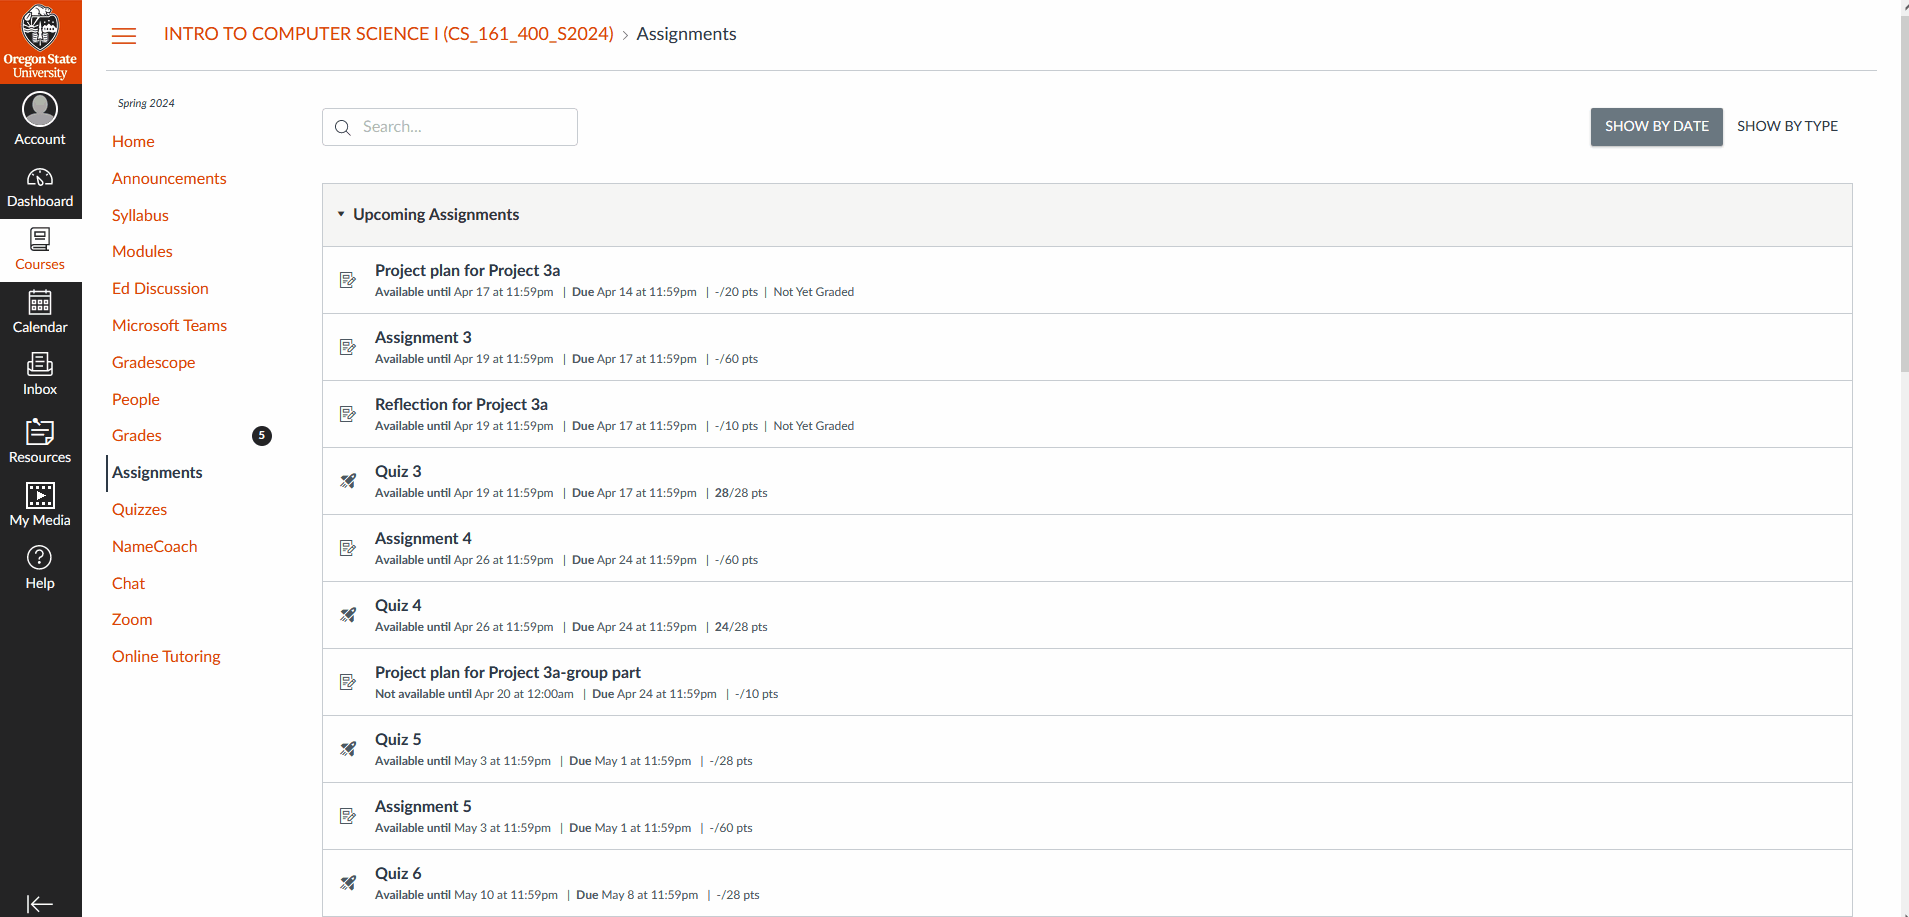 Oregon State
University
Account
Dashboard
Courses
Calendar
Inbox
Resources
My Media
Help
INTRO TO COMPUTER SCIENCE I (CS_161_400_S2024) > Assignments
Spring 2024
Home
Announcements
Syllabus
Modules
Ed Discussion
Microsoft Teams
Gradescope
People
Grades 5
Assignments
Quizzes
NameCoach
Chat
Zoom
Online Tutoring
Search...
SHOW BY DATE SHOW BY TYPE
Upcoming Assignments
Project plan for Project 3a
Available until Apr 17 at 11:59pm | Due Apr 14 at 11:59pm | -/20 pts | Not Yet Graded
Assignment 3
Available until Apr 19 at 11:59pm | Due Apr 17 at 11:59pm | -/60 pts
Reflection for Project 3a
Available until Apr 19 at 11:59pm | Due Apr 17 at 11:59pm | -/10 pts | Not Yet Graded
Quiz 3
Available until Apr 19 at 11:59pm | Due Apr 17 at 11:59pm | 28/28 pts
Assignment 4
Available until Apr 26 at 11:59pm | Due Apr 24 at 11:59pm | -/60 pts
Quiz 4
Available until Apr 26 at 11:59pm | Due Apr 24 at 11:59pm | 24/28 pts
Project plan for Project 3a-group part
Not available until Apr 20 at 12:00am | Due Apr 24 at 11:59pm | -/10 pts
Quiz 5
Available until May 3 at 11:59pm | Due May 1 at 11:59pm | -/28 pts
Assignment 5
Available until May 3 at 11:59pm | Due May 1 at 11:59pm | -/60 pts
Quiz 6
Available until May 10 at 11:59pm | Due May 8 at 11:59pm | -/28 pts